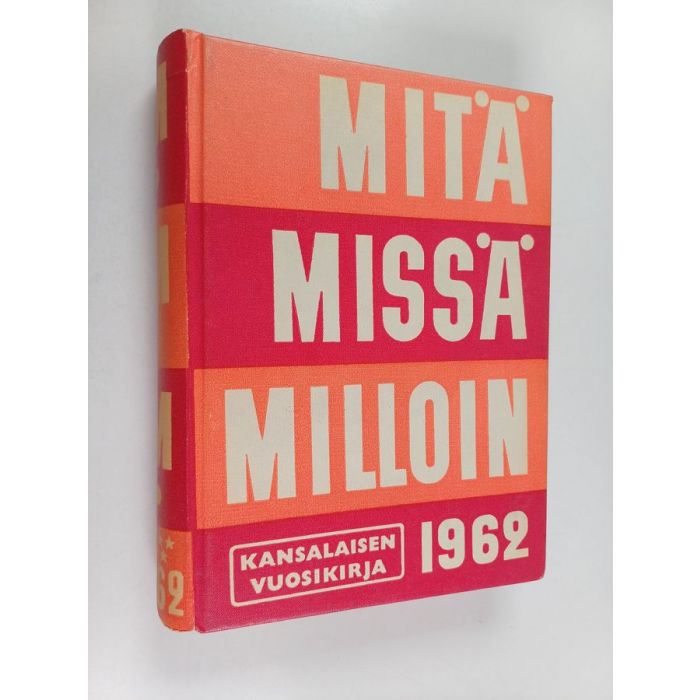 MITÄ
MISSÄ
MILLOIN
KANSALAISEN
VUOSIKIRJA
1962